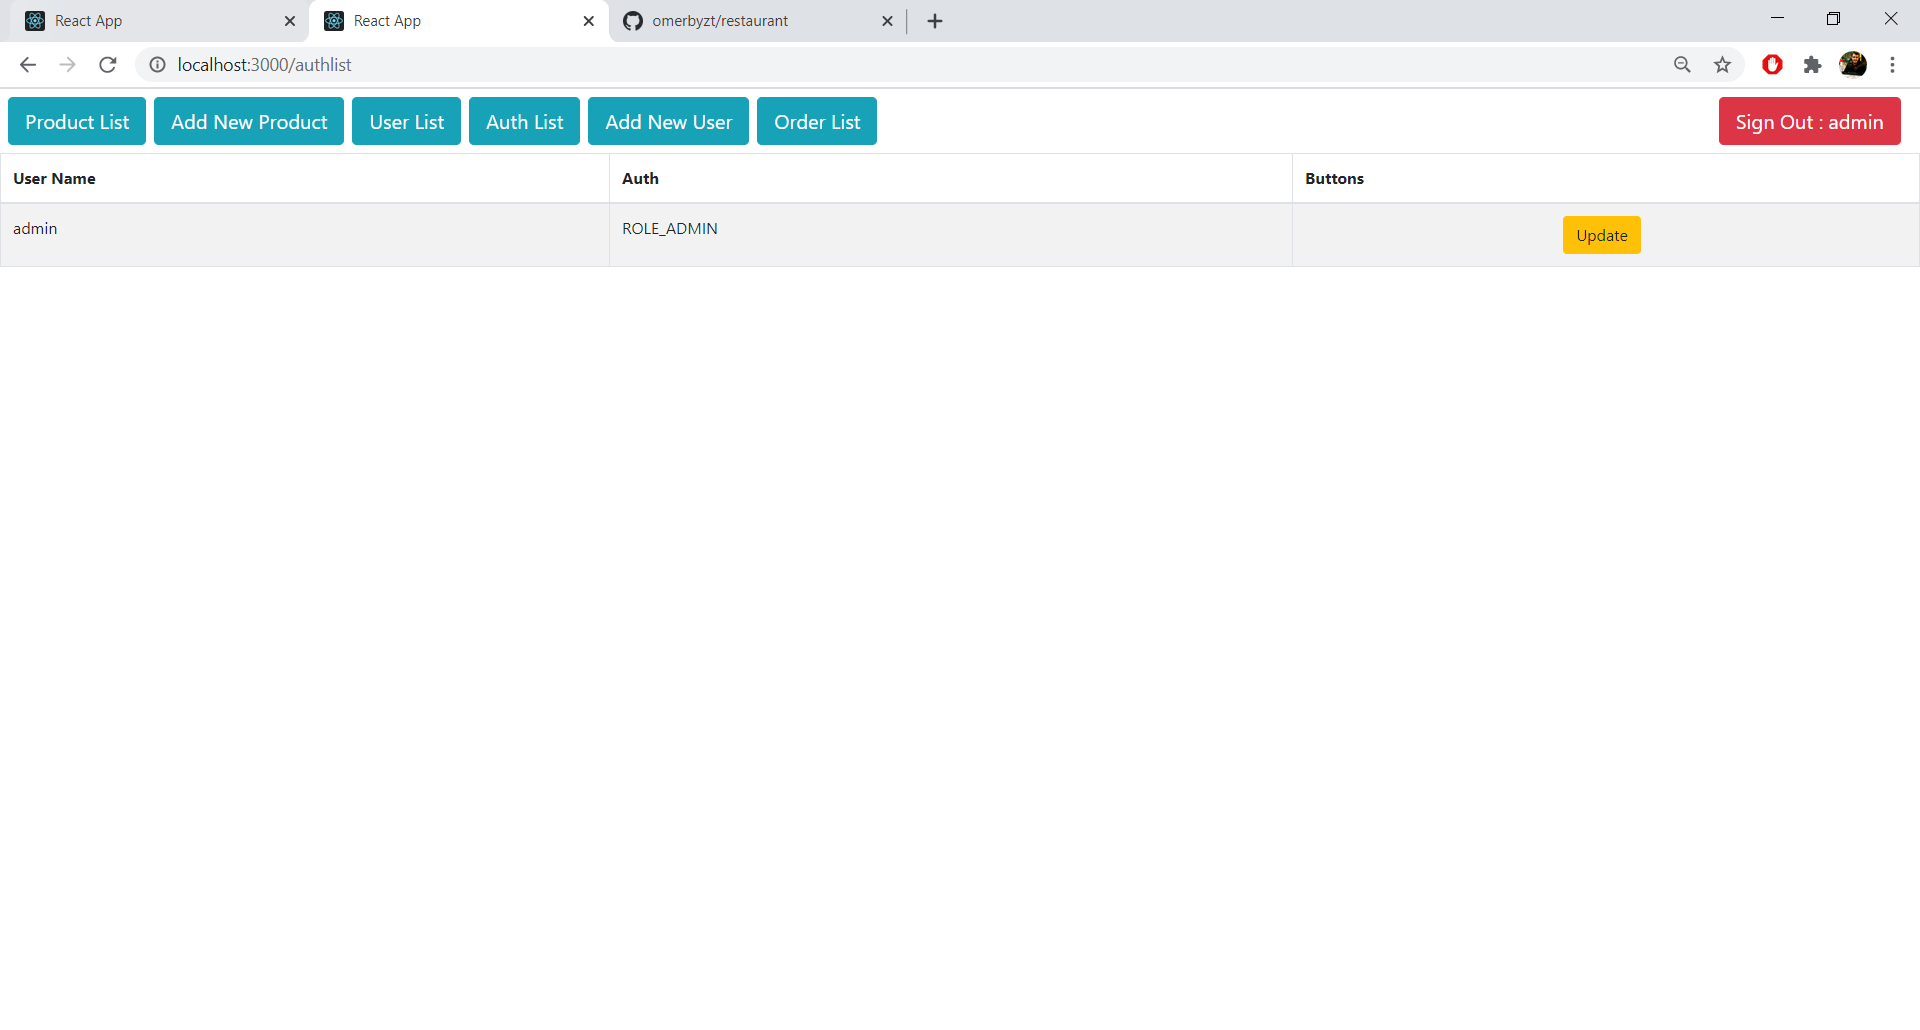 React App
React App
omerbyzt/restaurant
localhost:3000/authlist
Product List
Add New Product
User List
Auth List
Add New User
Order List
Sign Out : admin
User Name
Auth
Buttons
admin
ROLE_ADMIN
Update